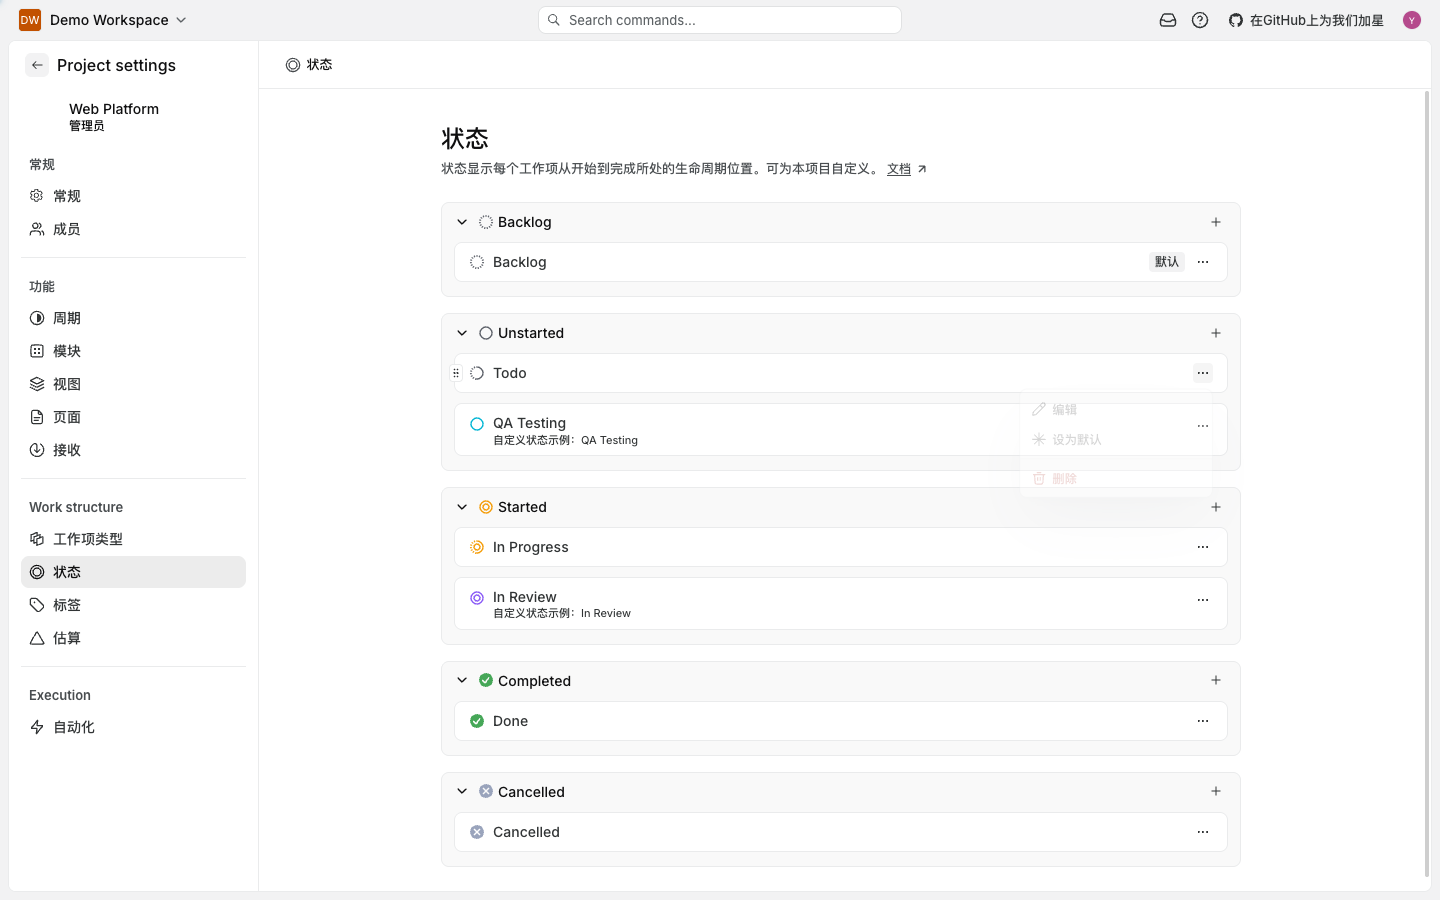 DW Demo Workspace
Search commands...
在GitHub上为我们加星
Y
Project settings
Web Platform
管理员
常规
常规
成员
功能
周期
模块
视图
页面
接收
Work structure
工作项类型
状态
标签
估算
Execution
自动化
状态
状态
状态显示每个工作项从开始到完成所处的生命周期位置。可为本项目自定义。 文档
Backlog
Backlog
默认
Unstarted
Todo
QA Testing
自定义状态示例：QA Testing
编辑
设为默认
删除
Started
In Progress
In Review
自定义状态示例：In Review
Completed
Done
Cancelled
Cancelled